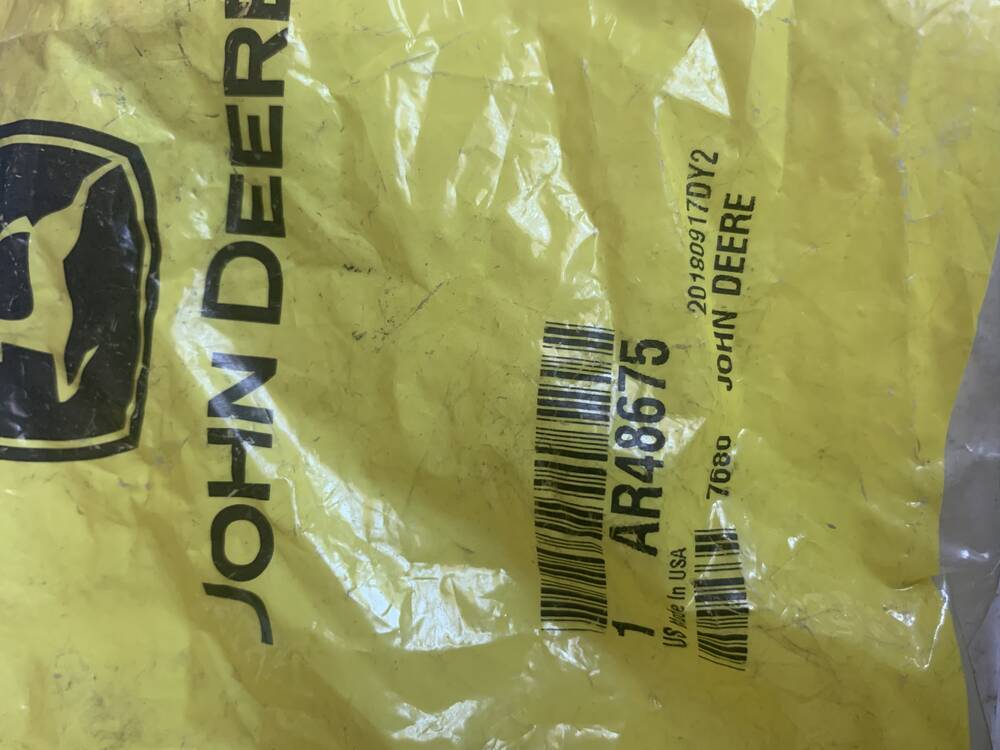 JOHN DEERE
1 AR48675
US Made In USA 20180917DY2
7680 JOHN DEERE